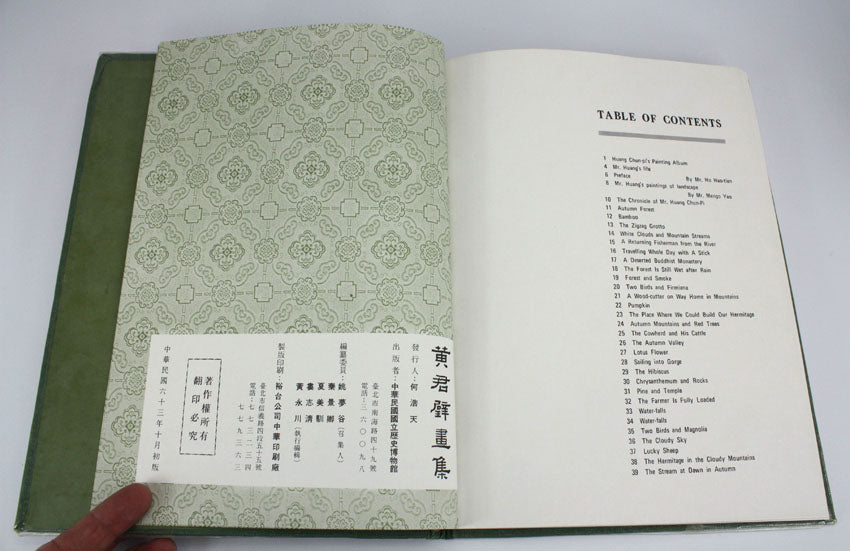 黄君璧畫集
發行人：何浩天
出版者：中華民國國立歷史博物館
臺北市南海路四十九號
電話：三六〇〇九八
編纂委員：姚夢谷（召集人）
秦景卿
夏美馴
志清
黃永川（執行編輯）
製版印刷：裕台公司中華印刷廠
臺北市信義路四段五十五號
電話：
七七九三六三
著作權所有
翻印必究
中華民國六十三年十月初版
TABLE OF CONTENTS
1 Huang Chun-pi's Painting Album
4 Mr. Huang's life
6 Preface By Mr. Ho Hao-tien
8 Mr. Huang's paintings of landscape
By Mr. Mengo Yao
10 The Chronicle of Mr. Huang Chun-Pi
11 Autumn Forest
12 Bamboo
13 The Zigzag Grotto
14 White Clouds and Mountain Streams
15 A Returning Fisherman from the River
16 Travelling Whole Day with A Stick
17 A Deserted Buddhist Monastery
18 The Forest Is Still Wet after Rain
19 Forest and Smoke
20 Two Birds and Firmiana
21 A Wood-cutter on Way Home in Mountains
22 Pumpkin
23 The Place Where We Could Build Our Hermitage
24 Autumn Mountains and Red Trees
25 The Cowherd and His Cattle
26 The Autumn Valley
27 Lotus Flower
28 Sailing into Gorge
29 The Hibiscus
30 Chrysenthemum and Rocks
31 Pine and Temple
32 The Farmer Is Fully Loaded
33 Water-falls
34 Water-falls
35 Two Birds and Magnolia
36 The Cloudy Sky
37 Lucky Sheep
38 The Hermitage in the Cloudy Mountains
39 The Stream at Dawn in Autumn